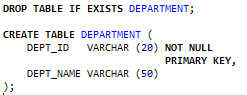 DROP TABLE IF EXISTS DEPARTMENT;
CREATE TABLE DEPARTMENT (
DEPT_ID VARCHAR (20) NOT NULL
PRIMARY KEY,
DEPT_NAME VARCHAR (50)
);